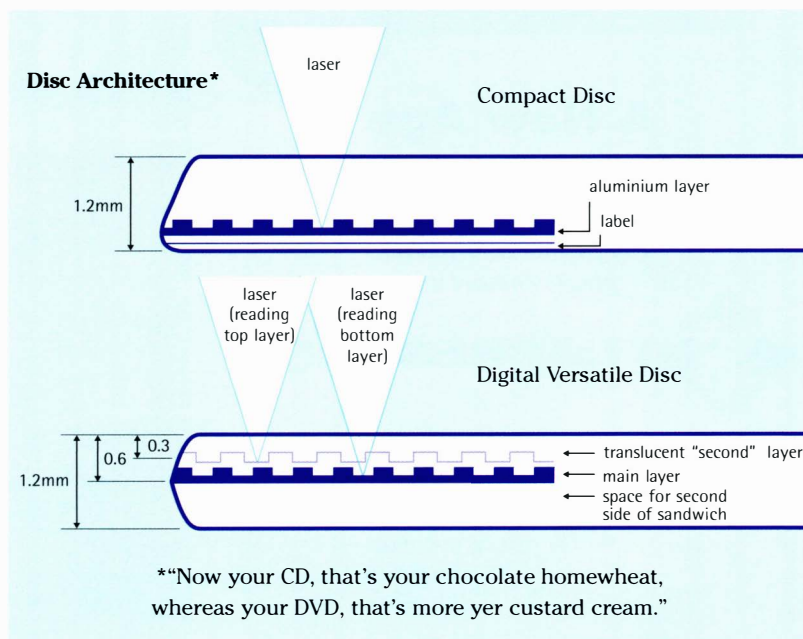 Disc Architecture*
laser
Compact Disc
1.2mm
aluminium layer
label
laser
(reading
top layer)
laser
(reading
bottom
layer)
Digital Versatile Disc
0.3
0.6
1.2mm
translucent "second" layer
main layer
space for second
side of sandwich
*“Now your CD, that’s your chocolate homewheat,
whereas your DVD, that’s more yer custard cream.”